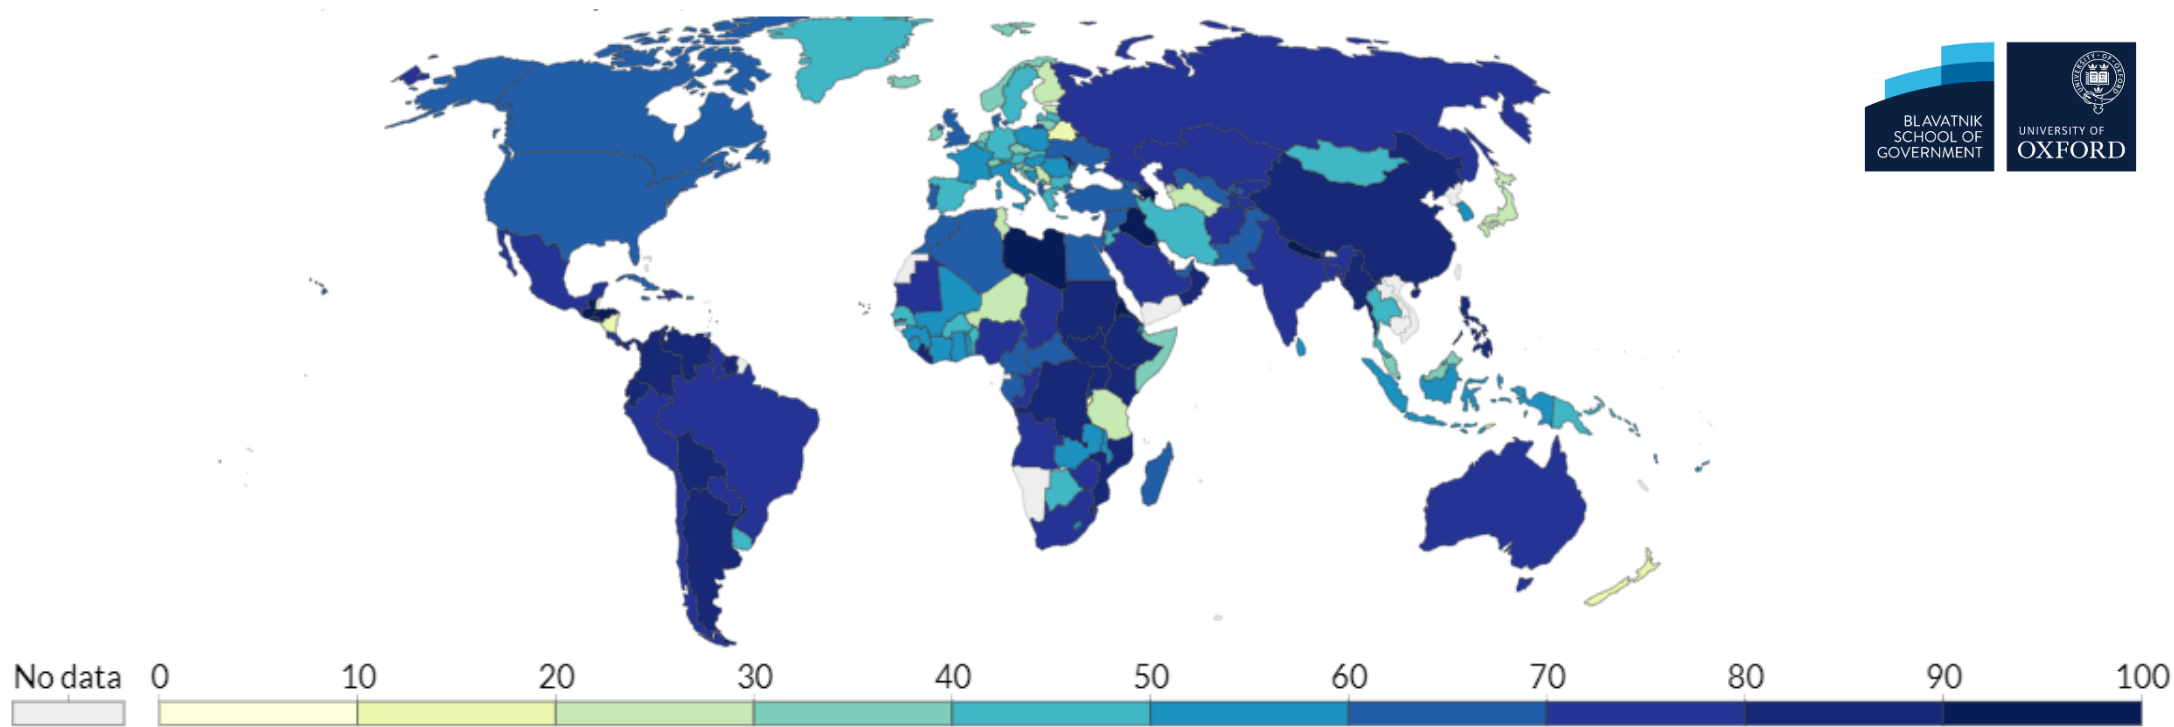 BLAVATNIK
SCHOOL OF
GOVERNMENT
UNIVERSITY OF
OXFORD
No data 0 10 20 30 40 50 60 70 80 90 100